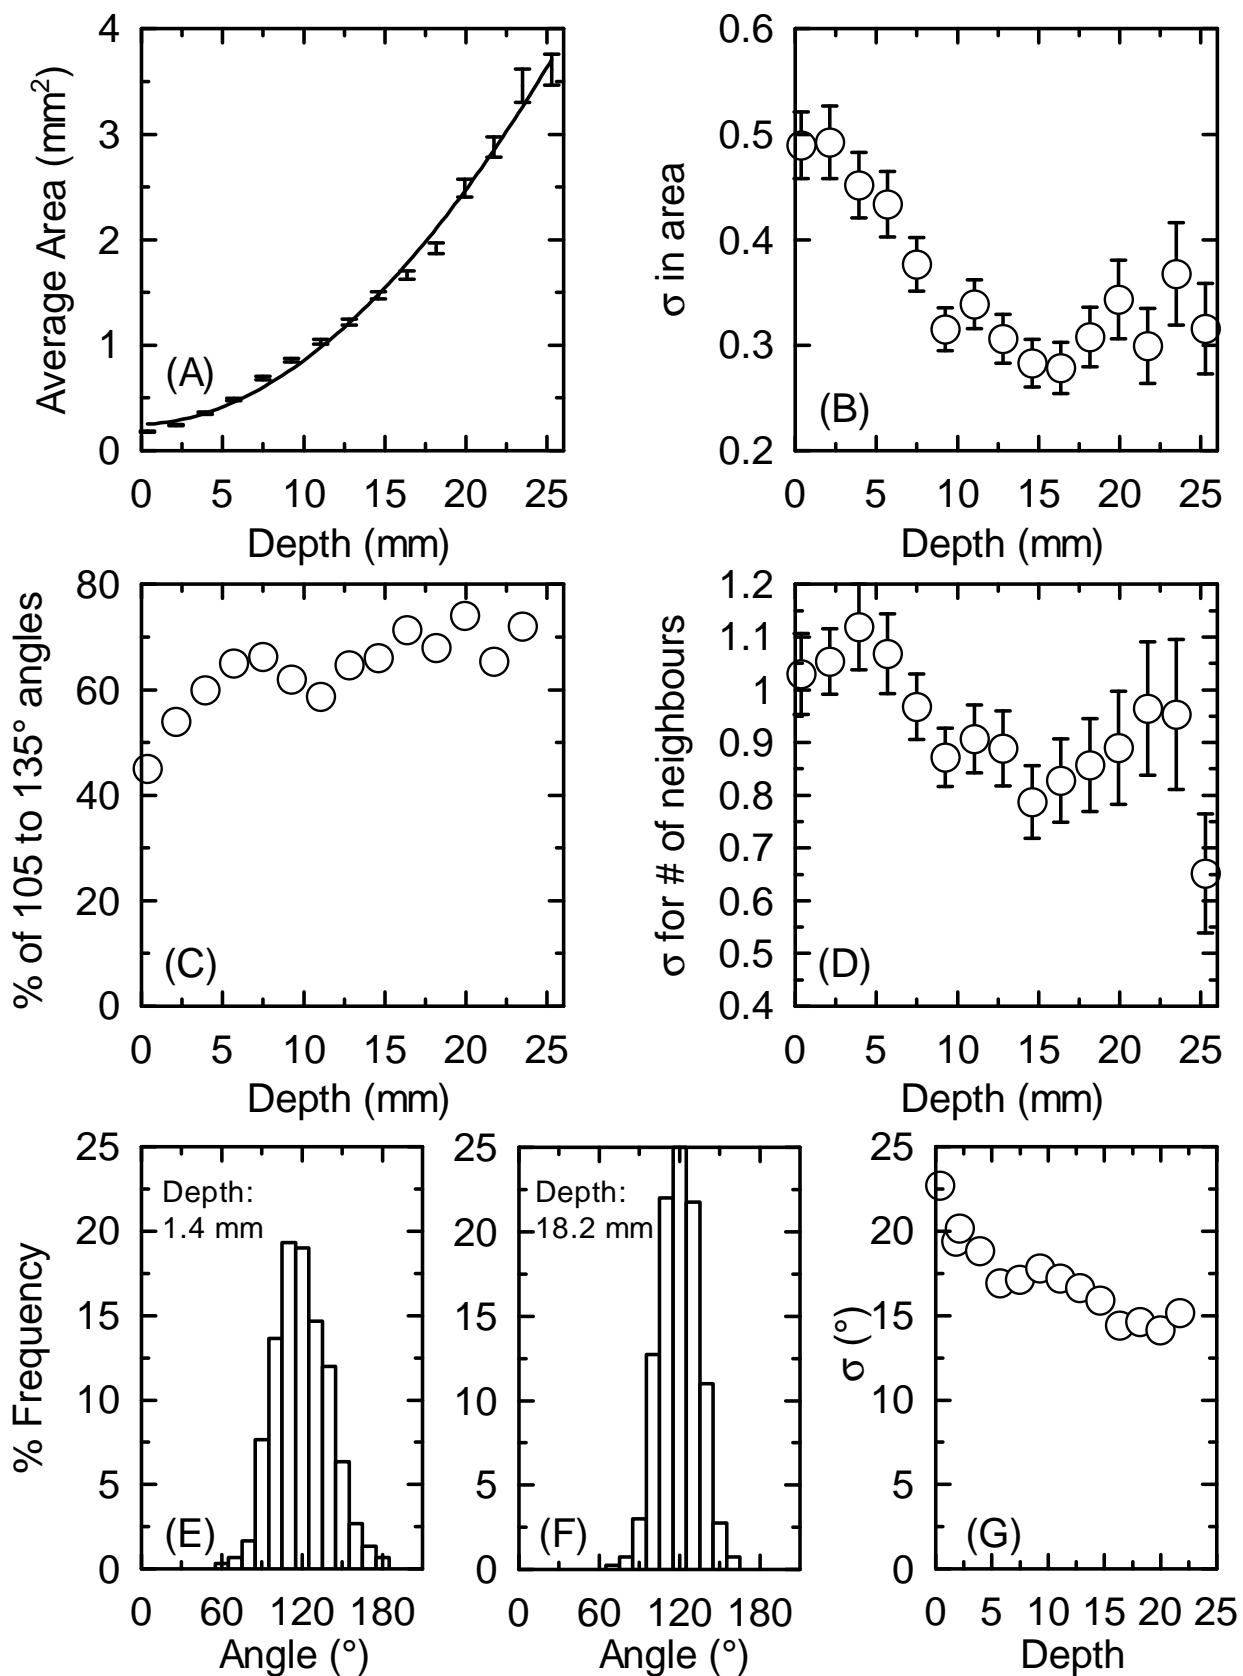 4
3
2
1
0
Average Area (mm²)
(A)
0 5 10 15 20 25
Depth (mm)
0.6
0.5
0.4
0.3
0.2
σ in area
(B)
0 5 10 15 20 25
Depth (mm)
80
60
40
20
0
% of 105 to 135° angles
(C)
0 5 10 15 20 25
Depth (mm)
1.2
1.1
1
0.9
0.8
0.7
0.6
0.5
0.4
σ for # of neighbours
(D)
0 5 10 15 20 25
Depth (mm)
25
20
15
10
5
0
% Frequency
Depth:
1.4 mm
(E)
0 60 120 180
Angle (°)
25
20
15
10
5
0
Depth:
18.2 mm
(F)
0 60 120 180
Angle (°)
25
20
15
10
5
0
σ (°)
(G)
0 5 10 15 20 25
Depth